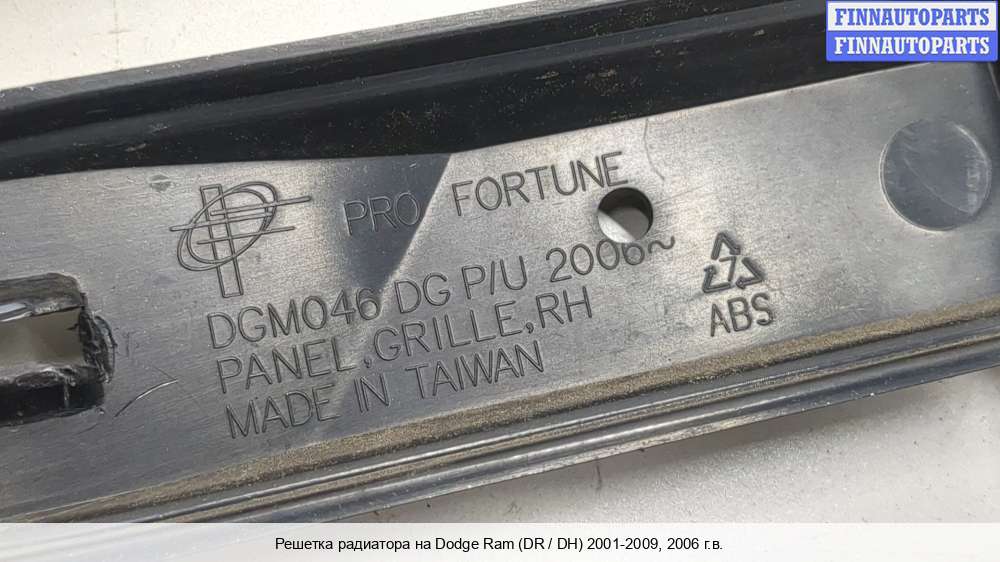 FINNAUTOPARTS
FINNAUTOPARTS
PRO FORTUNE
DGM046 DG P/U 2006~
PANEL,GRILLE,RH
MADE IN TAIWAN
7
ABS
Решетка радиатора на Dodge Ram (DR / DH) 2001-2009, 2006 г.в.